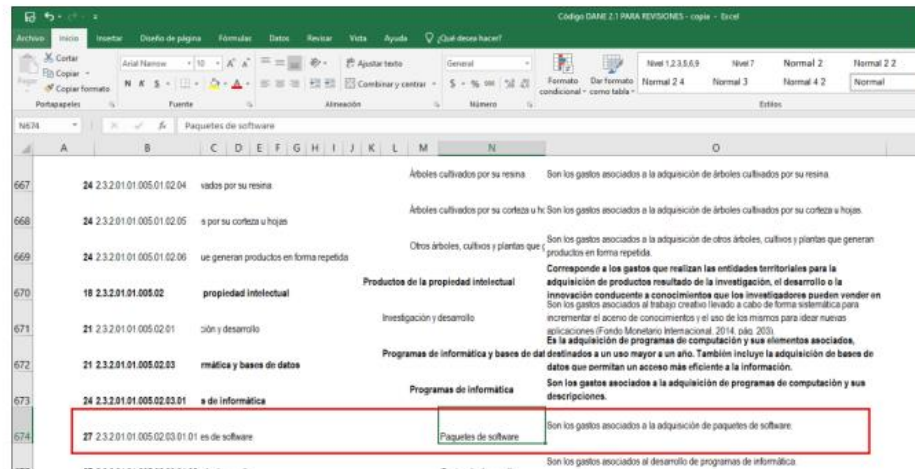 Código DANE 2.1 PARA REVISIONES - copia - Excel
Archivo Inicio Insertar Diseño de página Fórmulas Datos Revisar Vista Ayuda ¿Qué desea hacer?
Cortar
Copiar
Copiar formato
Portapapeles
Arial Narrow 10
N K S
Fuente
Ajustar texto
Combinar y centrar
Alineación
General
$ % 000
Número
Formato condicional
Dar formato como tabla
Nivel 1,2,3,5,6,9 Nivel 7 Normal 2 Normal 2 2
Normal 2 4 Normal 3 Normal 4 2 Normal
Estilos
N674 Paquetes de software
A B C D E F G H I J K L M N O
667 24 2.3.2.01.01.005.01.02.04 vados por su resina Árboles cultivados por su resina Son los gastos asociados a la adquisición de árboles cultivados por su resina.
668 24 2.3.2.01.01.005.01.02.05 s por su corteza u hojas Árboles cultivados por su corteza u ho Son los gastos asociados a la adquisición de árboles cultivados por su corteza u hojas.
669 24 2.3.2.01.01.005.01.02.06 ue generan productos en forma repetida Otros árboles, cultivos y plantas que g Son los gastos asociados a la adquisición de otros árboles, cultivos y plantas que generan
productos en forma repetida.
670 18 2.3.2.01.01.005.02 propiedad intelectual Productos de la propiedad intelectual Corresponde a los gastos que realizan las entidades territoriales para la
adquisición de productos resultado de la investigación, el desarrollo o la
innovación conducente a conocimientos que los investigadores pueden vender en
671 21 2.3.2.01.01.005.02.01 ción y desarrollo Investigación y desarrollo Son los gastos asociados al trabajo creativo llevado a cabo de forma sistemática para
incrementar el acervo de conocimientos y el uso de los mismos para idear nuevas
aplicaciones (Fondo Monetario Internacional, 2014, pág. 203).
672 21 2.3.2.01.01.005.02.03 rmática y bases de datos Programas de informática y bases de dat Es la adquisición de programas de computación y sus elementos asociados,
destinados a un uso mayor a un año. También incluye la adquisición de bases de
datos que permitan un acceso más eficiente a la información.
673 24 2.3.2.01.01.005.02.03.01 s de informática Programas de informática Son los gastos asociados a la adquisición de programas de computación y sus
descripciones.
674 27 2.3.2.01.01.005.02.03.01.01 es de software Paquetes de software Son los gastos asociados a la adquisición de paquetes de software.
Son los gastos asociados al desarrollo de programas de informática.